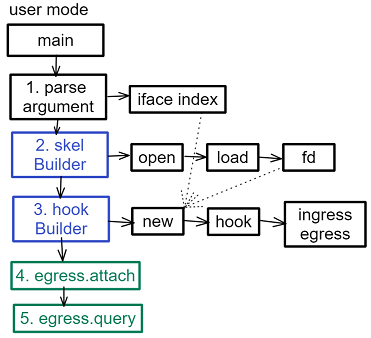 user mode
main
1. parse
argument
iface index
2. skel
Builder
open
load
fd
3. hook
Builder
new
hook
ingress
egress
4. egress.attach
5. egress.query